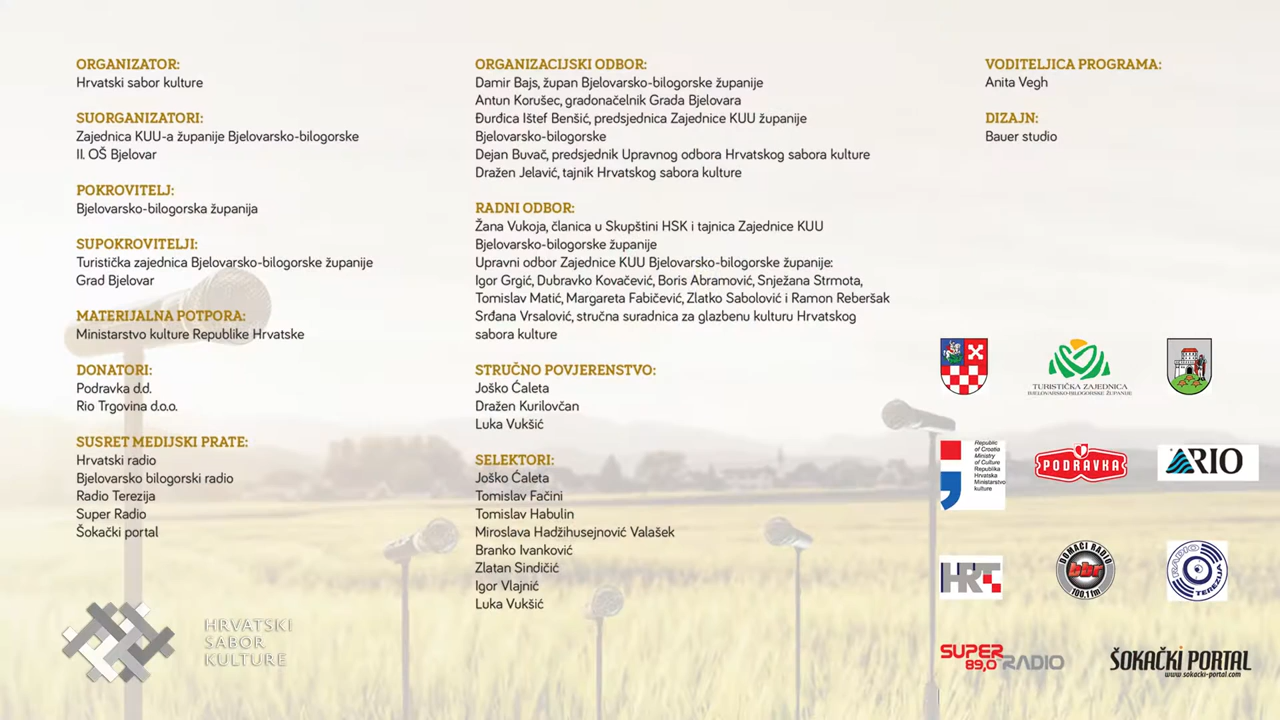 ORGANIZATOR:
Hrvatski sabor kulture
SUORGANIZATORI:
Zajednica KUU-a županije Bjelovarsko-bilogorske
II. OŠ Bjelovar
POKROVITELJ:
Bjelovarsko-bilogorska županija
SUPOKROVITELJI:
Turistička zajednica Bjelovarsko-bilogorske županije
Grad Bjelovar
MATERIJALNA POTPORA:
Ministarstvo kulture Republike Hrvatske
DONATORI:
Podravka d.d.
Rio Trgovina d.o.o.
SUSRET MEDIJSKI PRATE:
Hrvatski radio
Bjelovarsko bilogorski radio
Radio Terezija
Super Radio
Šokački portal
HRVATSKI
SABOR
KULTURE
ORGANIZACIJSKI ODBOR:
Damir Bajs, župan Bjelovarsko-bilogorske županije
Antun Korušec, gradonačelnik Grada Bjelovara
Đurđica Ištef Benšić, predsjednica Zajednice KUU županije
Bjelovarsko-bilogorske
Dejan Buvač, predsjednik Upravnog odbora Hrvatskog sabora kulture
Dražen Jelavić, tajnik Hrvatskog sabora kulture
RADNI ODBOR:
Žana Vukoja, članica u Skupštini HSK i tajnica Zajednice KUU
Bjelovarsko-bilogorske županije
Upravni odbor Zajednice KUU Bjelovarsko-bilogorske županije:
Igor Grgić, Dubravko Kovačević, Boris Abramović, Snježana Strmota,
Tomislav Matić, Margareta Fabičević, Zlatko Sabolović i Ramon Reberšak
Srđana Vrsalović, stručna suradnica za glazbenu kulturu Hrvatskog
sabora kulture
STRUČNO POVJERENSTVO:
Joško Ćaleta
Dražen Kurilovčan
Luka Vukšić
SELEKTORI:
Joško Ćaleta
Tomislav Fačini
Tomislav Habulin
Miroslava Hadžihusejnović Valašek
Branko Ivanković
Zlatan Sindičić
Igor Vlajnić
Luka Vukšić
VODITELJICA PROGRAMA:
Anita Vegh
DIZAJN:
Bauer studio
TURISTIČKA ZAJEDNICA
BJELOVARSKO-BILOGORSKE ŽUPANIJE
Republic
of Croatia
Ministry
of Culture
Republika
Hrvatska
Ministarstvo
kulture
PODRAVKA
RIO
HRT
DOMAĆI RADIO
bbr
100,1 fm
RADIO
TEREZIJA
SUPER
89,0 RADIO
ŠOKAČKI PORTAL
www.sokacki-portal.com